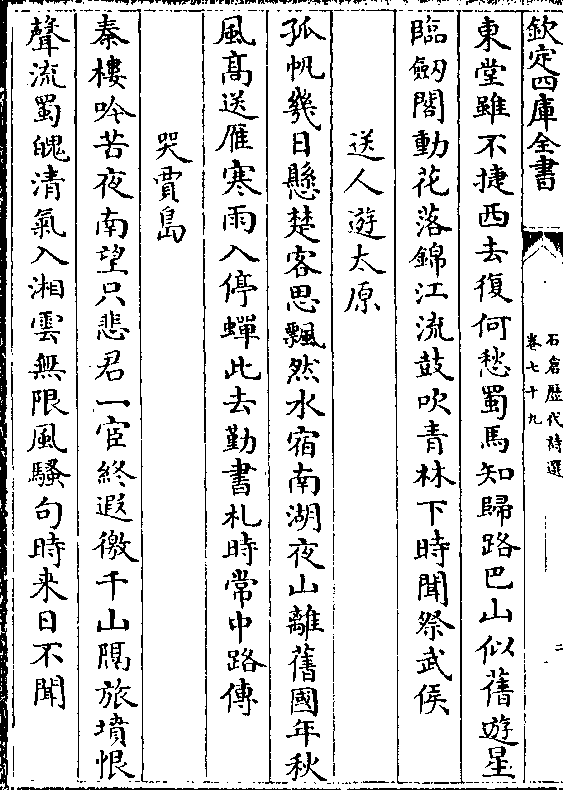 欽定四庫全書
石倉歷代詩選
卷七十九
二
東堂雖不捷西去復何愁蜀馬知歸路巴山似舊遊星
臨劔閣動花落錦江流鼓吹青林下時聞祭武侯
送人遊太原
孤帆幾日懸楚客思飄然水宿南湖夜山離舊國年秋
風髙送雁寒雨入停蟬此去勤書札時常中路傳
哭賈島
秦樓吟苦夜南望只悲君一宦終遐徼千山隔旅墳恨
聲流蜀魄清氣入湘雲無限風騷句時来日不聞